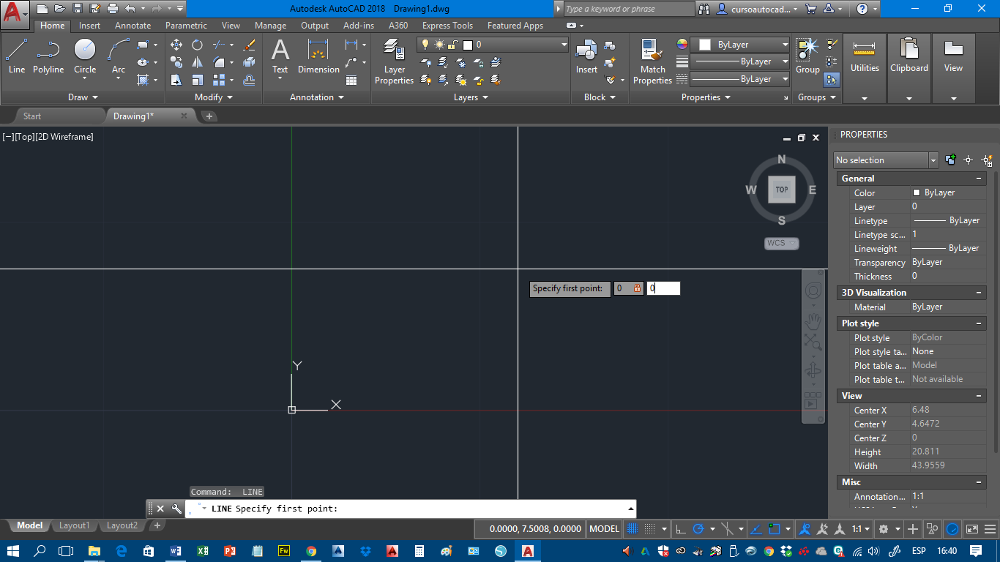 Autodesk AutoCAD 2018 Drawing1.dwg
Type a keyword or phrase
cursoautocad...
Home Insert Annotate Parametric View Manage Output Add-ins A360 Express Tools Featured Apps
Line Polyline Circle Arc
Draw
Modify
Text Dimension
Annotation
Layer Properties
0
Layers
Insert
Block
Match Properties
ByLayer
ByLayer
ByLayer
Properties
Group
Groups
Utilities
Clipboard
View
Start Drawing1*
[−][Top][2D Wireframe]
N
W TOP E
S
WCS
Specify first point: 0 0
Y
X
Command: LINE
LINE Specify first point:
PROPERTIES
No selection
General
Color ByLayer
Layer 0
Linetype ByLayer
Linetype sc... 1
Lineweight ByLayer
Transparency ByLayer
Thickness 0
3D Visualization
Material ByLayer
Plot style
Plot style ByColor
Plot style ta... None
Plot table a... Model
Plot table t... Not available
View
Center X 6.48
Center Y 4.6472
Center Z 0
Height 20.811
Width 43.9559
Misc
Annotation... 1:1
Model Layout1 Layout2
0.0000, 7.5008, 0.0000 MODEL 1:1
ESP 16:40